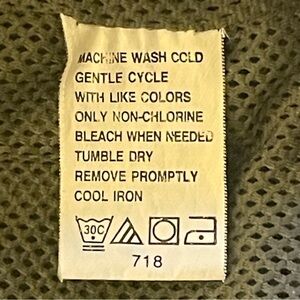 MACHINE WASH COLD
GENTLE CYCLE
WITH LIKE COLORS
ONLY NON-CHLORINE
BLEACH WHEN NEEDED
TUMBLE DRY
REMOVE PROMPTLY
COOL IRON
30C
718